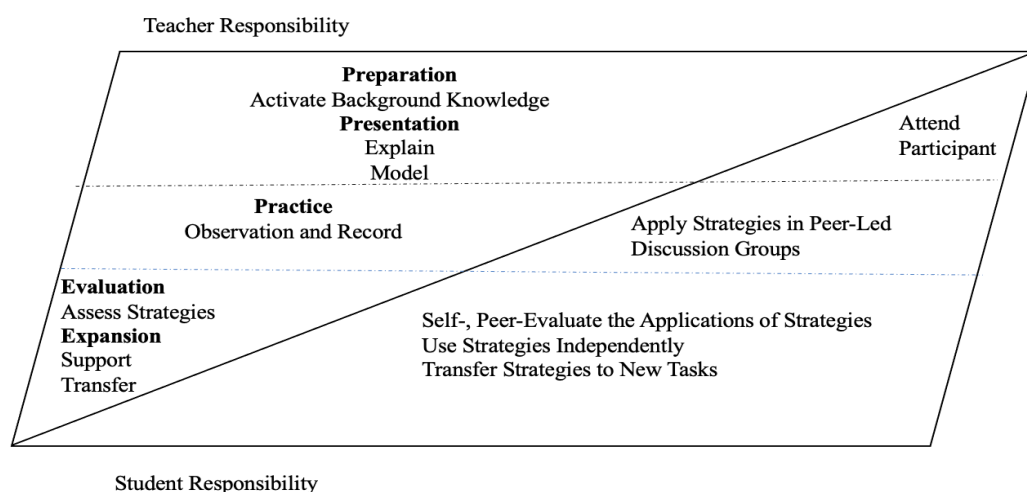 Teacher Responsibility
Preparation
Activate Background Knowledge
Presentation
Explain
Model
Attend
Participant
Practice
Observation and Record
Apply Strategies in Peer-Led
Discussion Groups
Evaluation
Assess Strategies
Expansion
Support
Transfer
Self-, Peer-Evaluate the Applications of Strategies
Use Strategies Independently
Transfer Strategies to New Tasks
Student Responsibility